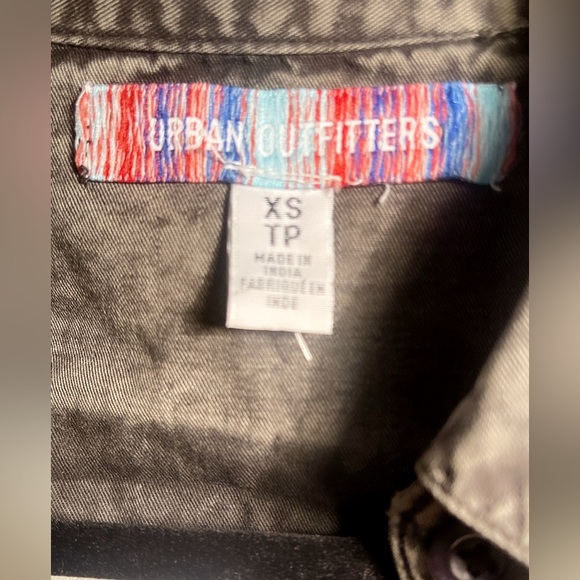 URBAN OUTFITTERS
XS
TP
MADE IN
INDIA
FABRIQUÉ EN
INDE